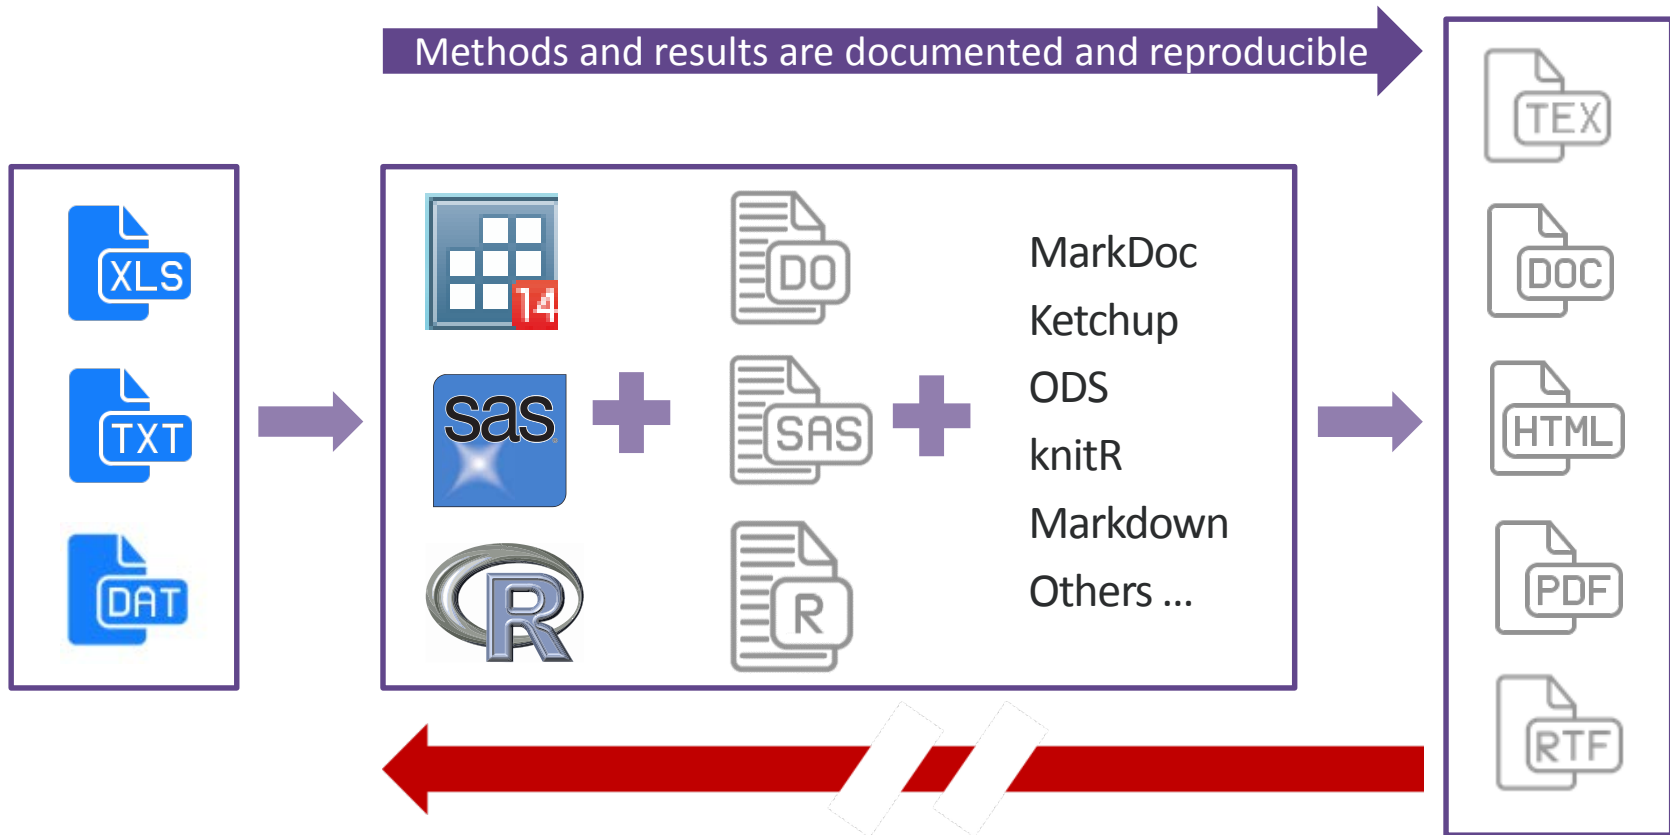 Methods and results are documented and reproducible
XLS
TXT
DAT
14
sas
R
DO
SAS
R
MarkDoc
Ketchup
ODS
knitR
Markdown
Others ...
TEX
DOC
HTML
PDF
RTF